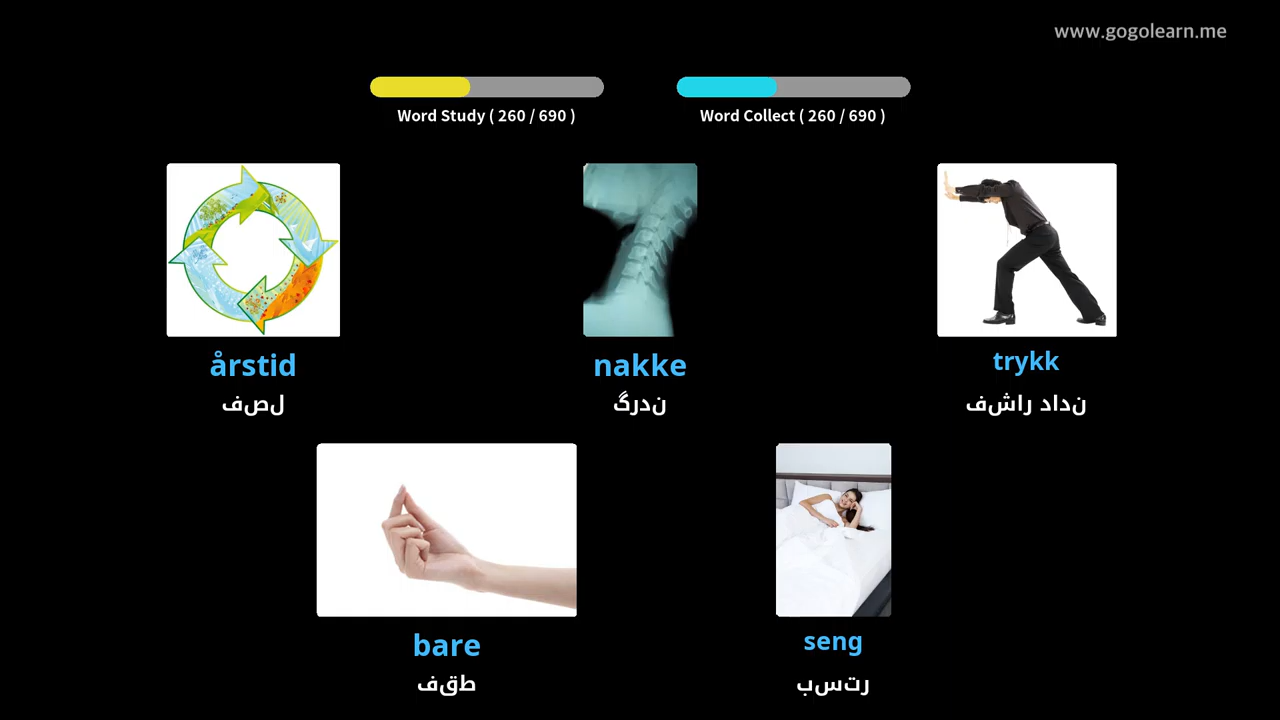 www.gogolearn.me
Word Study ( 260 / 690 )
Word Collect ( 260 / 690 )
årstid
فصل
nakke
گردن
trykk
فشار دادن
bare
فقط
seng
بستر